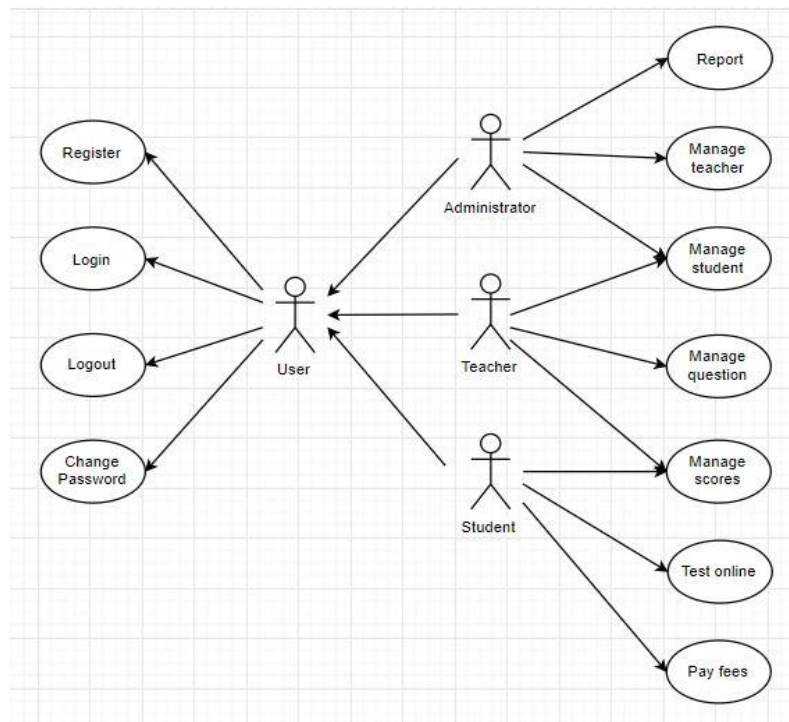 Report
Register
Manage
teacher
Administrator
Login
Manage
student
User
Teacher
Logout
Manage
question
Change
Password
Manage
scores
Student
Test online
Pay fees